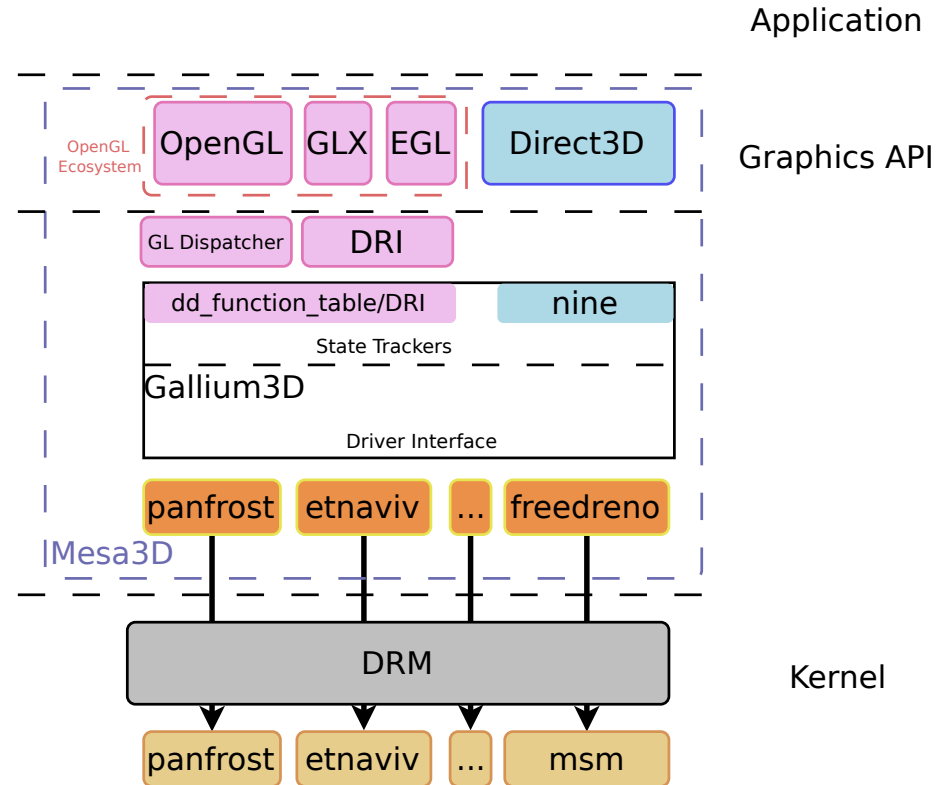 Application
OpenGL
Ecosystem
OpenGL
GLX
EGL
Direct3D
Graphics API
GL Dispatcher
DRI
dd_function_table/DRI
nine
State Trackers
Gallium3D
Driver Interface
panfrost
etnaviv
...
freedreno
Mesa3D
DRM
Kernel
panfrost
etnaviv
...
msm